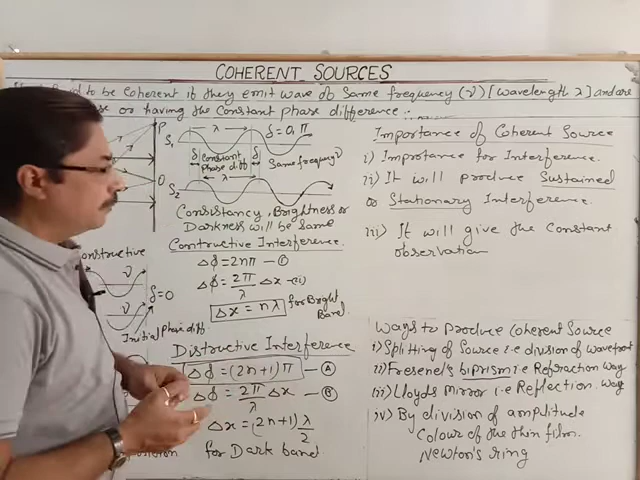 COHERENT SOURCES
to be Coherent if they emit wave of Same frequency (ν) [wavelength λ] and are
or having the Constant phase difference :.
P
O
S1
λ
δ = 0, π
δ
Constant
Phase diff
δ
Same frequency ν
λ
S2
Consistancy, Brightness or
Darkness will be Same
Constructive Interference.
Δϕ = 2nπ — ①
Δϕ = 2π/λ Δx —(ii)
Δx = nλ for Bright
Band
onstructive
ν
δ = 0
ν
Initial Phase diff
Distructive Interference
Δϕ = (2n+1)π — Ⓐ
Δϕ = 2π/λ Δx — Ⓑ
Δx = (2n+1) λ/2
for Dark band
Importance of Coherent Source
i) Importance for Interference.
ii) It will produce Sustained
or Stationary Interference.
iii) It will give the Constant
observation
Ways to Produce Coherent Source
i) Splitting of Source i.e division of wavefront
ii) Fresenel's biprism i.e Refraction way
iii) Lloyds Mirror i.e Reflection. way
iv) By division of amplitude
Colour of the thin film.
Newton's ring